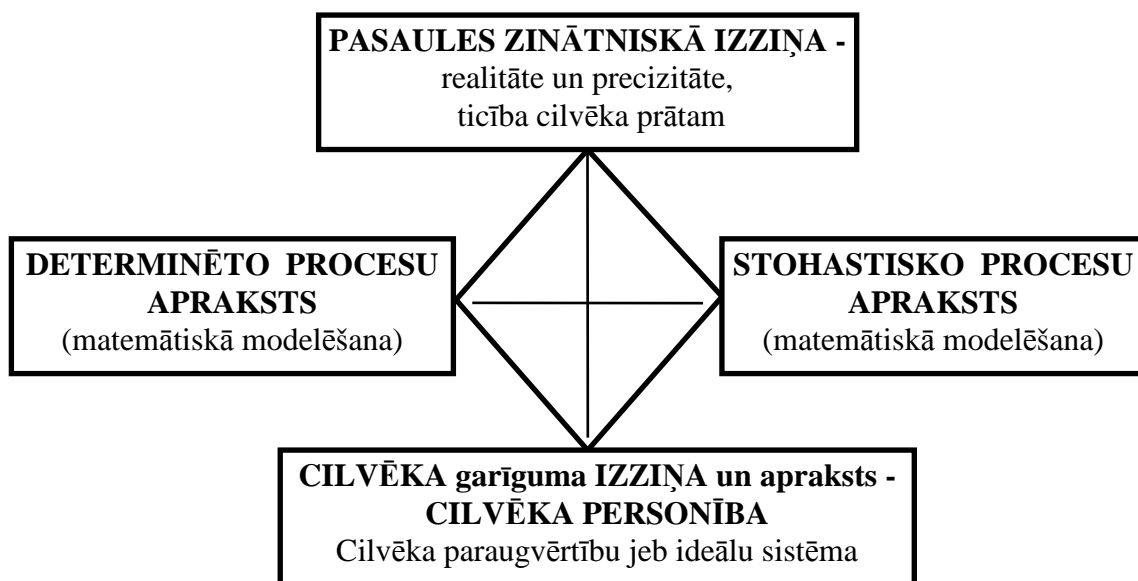 PASAULES ZINĀTNISKĀ IZZIŅA -
realitāte un precizitāte,
ticība cilvēka prātam
DETERMINĒTO PROCESU
APRAKSTS
(matemātiskā modelēšana)
STOHASTISKO PROCESU
APRAKSTS
(matemātiskā modelēšana)
CILVĒKA garīguma IZZIŅA un apraksts -
CILVĒKA PERSONĪBA
Cilvēka paraugvērtību jeb ideālu sistēma